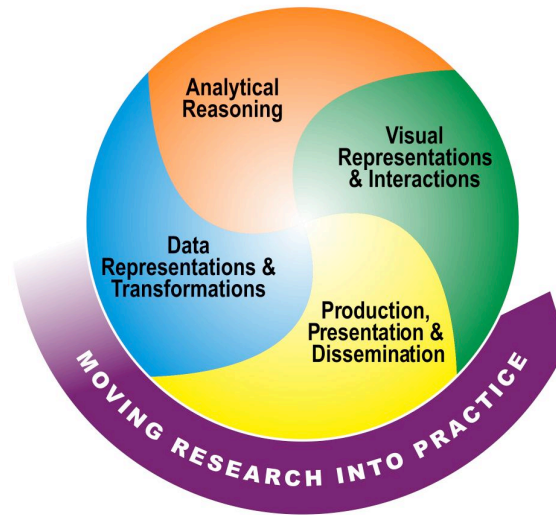 Analytical
Reasoning
Visual
Representations
& Interactions
Data
Representations &
Transformations
Production,
Presentation &
Dissemination
MOVING RESEARCH INTO PRACTICE